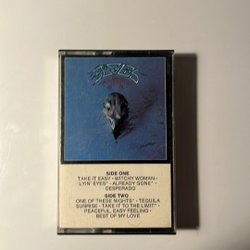 Eagles
SIDE ONE
TAKE IT EASY • WITCHY WOMAN •
LYIN' EYES* • ALREADY GONE* •
DESPERADO
SIDE TWO
ONE OF THESE NIGHTS* • TEQUILA
SUNRISE • TAKE IT TO THE LIMIT* •
PEACEFUL, EASY FEELING •
BEST OF MY LOVE